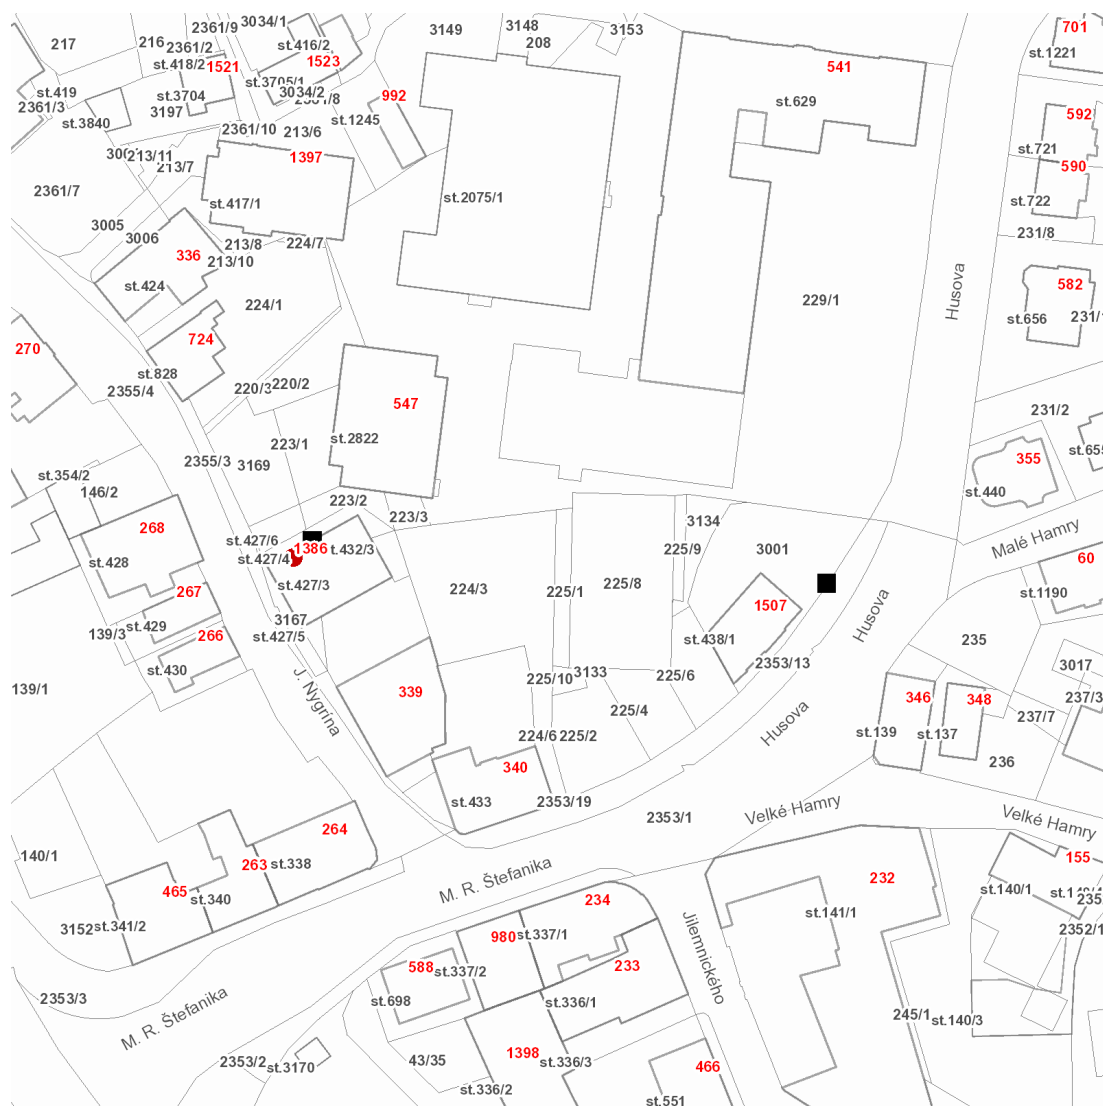 3034/1
2361/9
3149
3148
208
3153
701
217
216
2361/2
st.416/2
st.1221
st.418/2
1521
1523
541
st.419
st.3705/1
3034/2
992
st.3704
2361/3
3197
st.629
st.3840
st.1245
592
2361/10
213/6
st.721
213/11
1397
213/7
590
2361/7
st.417/1
st.2075/1
st.722
3005
3006
213/8
224/7
231/8
336
213/10
st.424
224/1
229/1
Husova
582
st.656
724
270
st.828
2355/4
220/3
220/2
547
231/2
st.2822
223/1
2355/3
3169
355
st.354/2
146/2
st.440
223/2
223/3
268
3134
Malé Hamry
st.427/6
1386
st.427/4
225/9
3001
st.428
60
st.427/3
224/3
225/1
225/8
267
st.1190
1507
3167
st.429
266
st.427/5
139/3
st.438/1
Husova
235
st.430
2353/13
3017
J. Nygrína
225/10
3133
225/6
139/1
339
346
348
237/3
225/4
237/7
Husova
st.139
st.137
224/6
225/2
236
340
st.433
2353/19
2353/1
Velké Hamry
Velké Hamry
264
140/1
263
st.338
155
M. R. Štefanika
465
232
st.140/1
st.340
234
st.141/1
3152
st.341/2
980
st.337/1
2352/1
588
st.337/2
233
Jilemnického
2353/3
st.698
st.336/1
M. R. Štefanika
245/1
st.140/3
1398
2353/2
43/35
st.336/3
466
st.3170
st.336/2
st.551